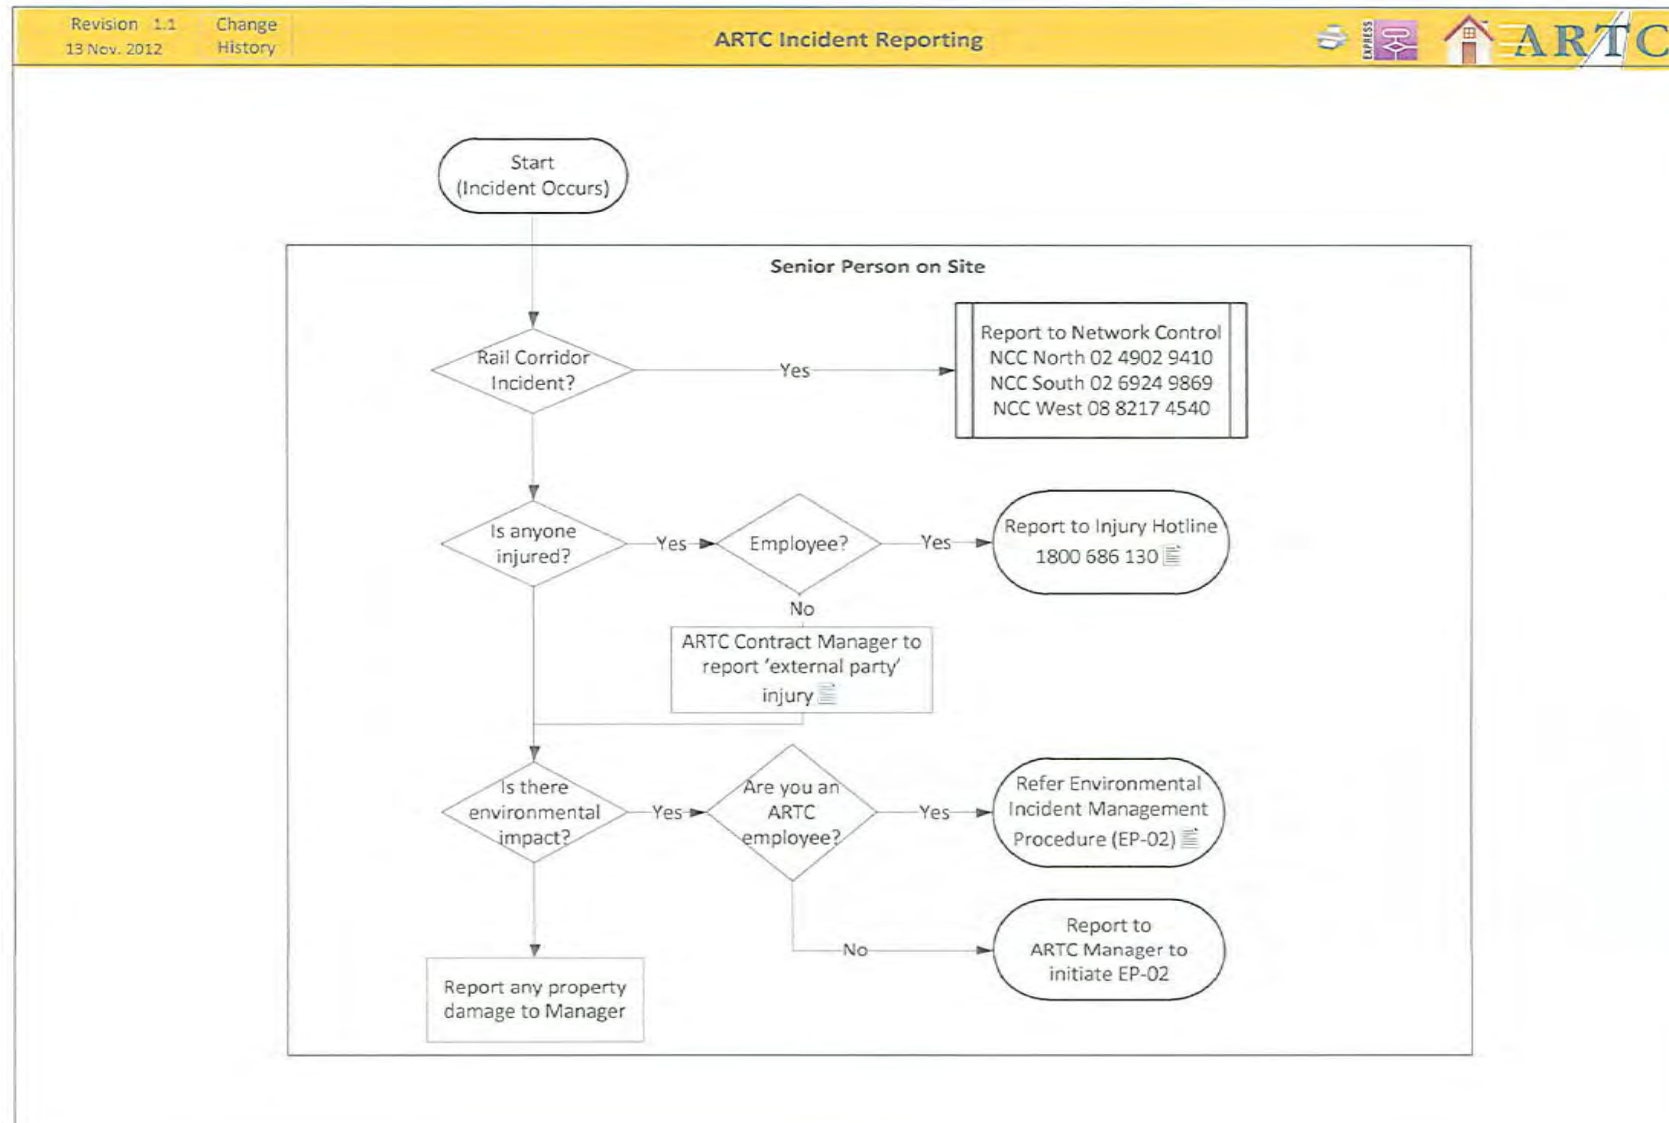 Revision 1.1
13 Nov. 2012
Change
History
ARTC Incident Reporting
EXPRESS
ARTC
Start
(Incident Occurs)
Senior Person on Site
Rail Corridor
Incident?
Yes
Report to Network Control
NCC North 02 4902 9410
NCC South 02 6924 9869
NCC West 08 8217 4540
Is anyone
injured?
Yes
Employee?
Yes
Report to Injury Hotline
1800 686 130
No
ARTC Contract Manager to
report 'external party'
injury
Is there
environmental
impact?
Yes
Are you an
ARTC
employee?
Yes
Refer Environmental
Incident Management
Procedure (EP-02)
No
Report to
ARTC Manager to
initiate EP-02
Report any property
damage to Manager